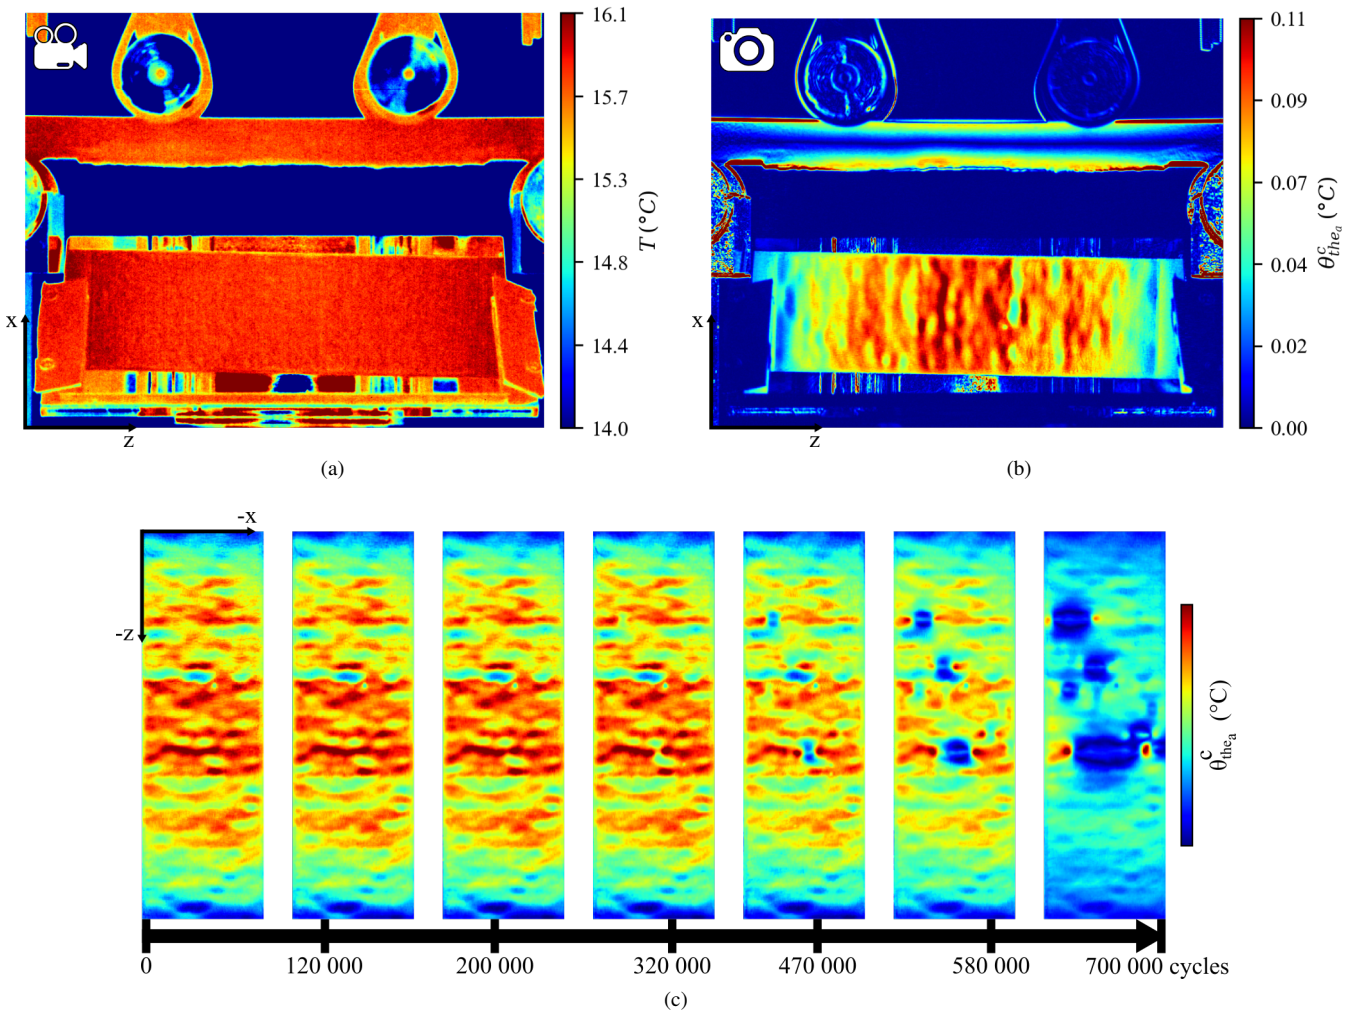 16.1
15.7
15.3
14.8
14.4
14.0
T (°C)
x
z
(a)
0.11
0.09
0.07
0.04
0.02
0.00
θᶜ_the_a (°C)
x
z
(b)
-x
-z
θᶜ_the_a (°C)
0
120 000
200 000
320 000
470 000
580 000
700 000 cycles
(c)